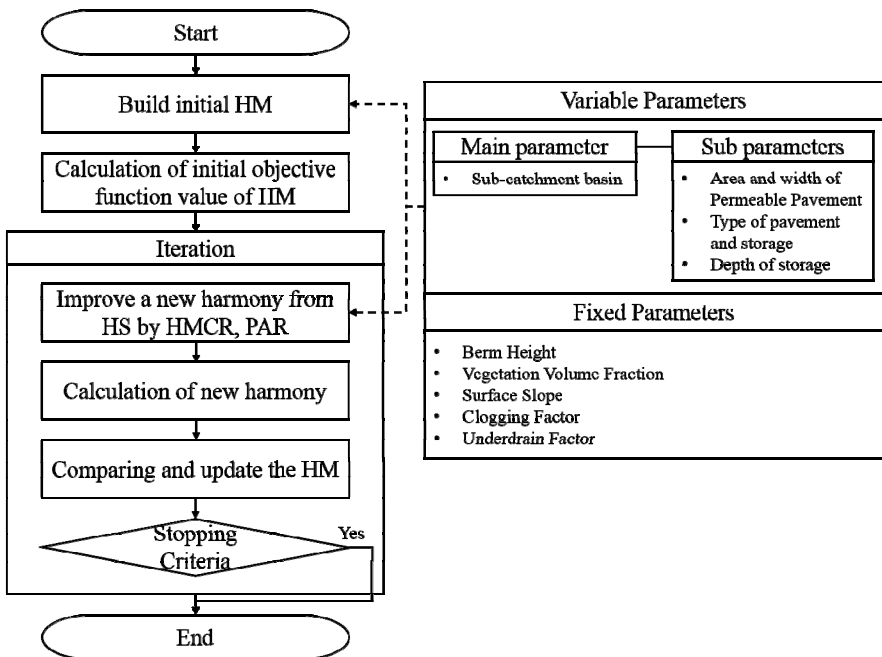 Start
Build initial HM
Calculation of initial objective
function value of HM
Iteration
Improve a new harmony from
HS by HMCR, PAR
Calculation of new harmony
Comparing and update the HM
Stopping
Criteria
Yes
End
Variable Parameters
Main parameter
• Sub-catchment basin
Sub parameters
• Area and width of
Permeable Pavement
• Type of pavement
and storage
• Depth of storage
Fixed Parameters
• Berm Height
• Vegetation Volume Fraction
• Surface Slope
• Clogging Factor
• Underdrain Factor